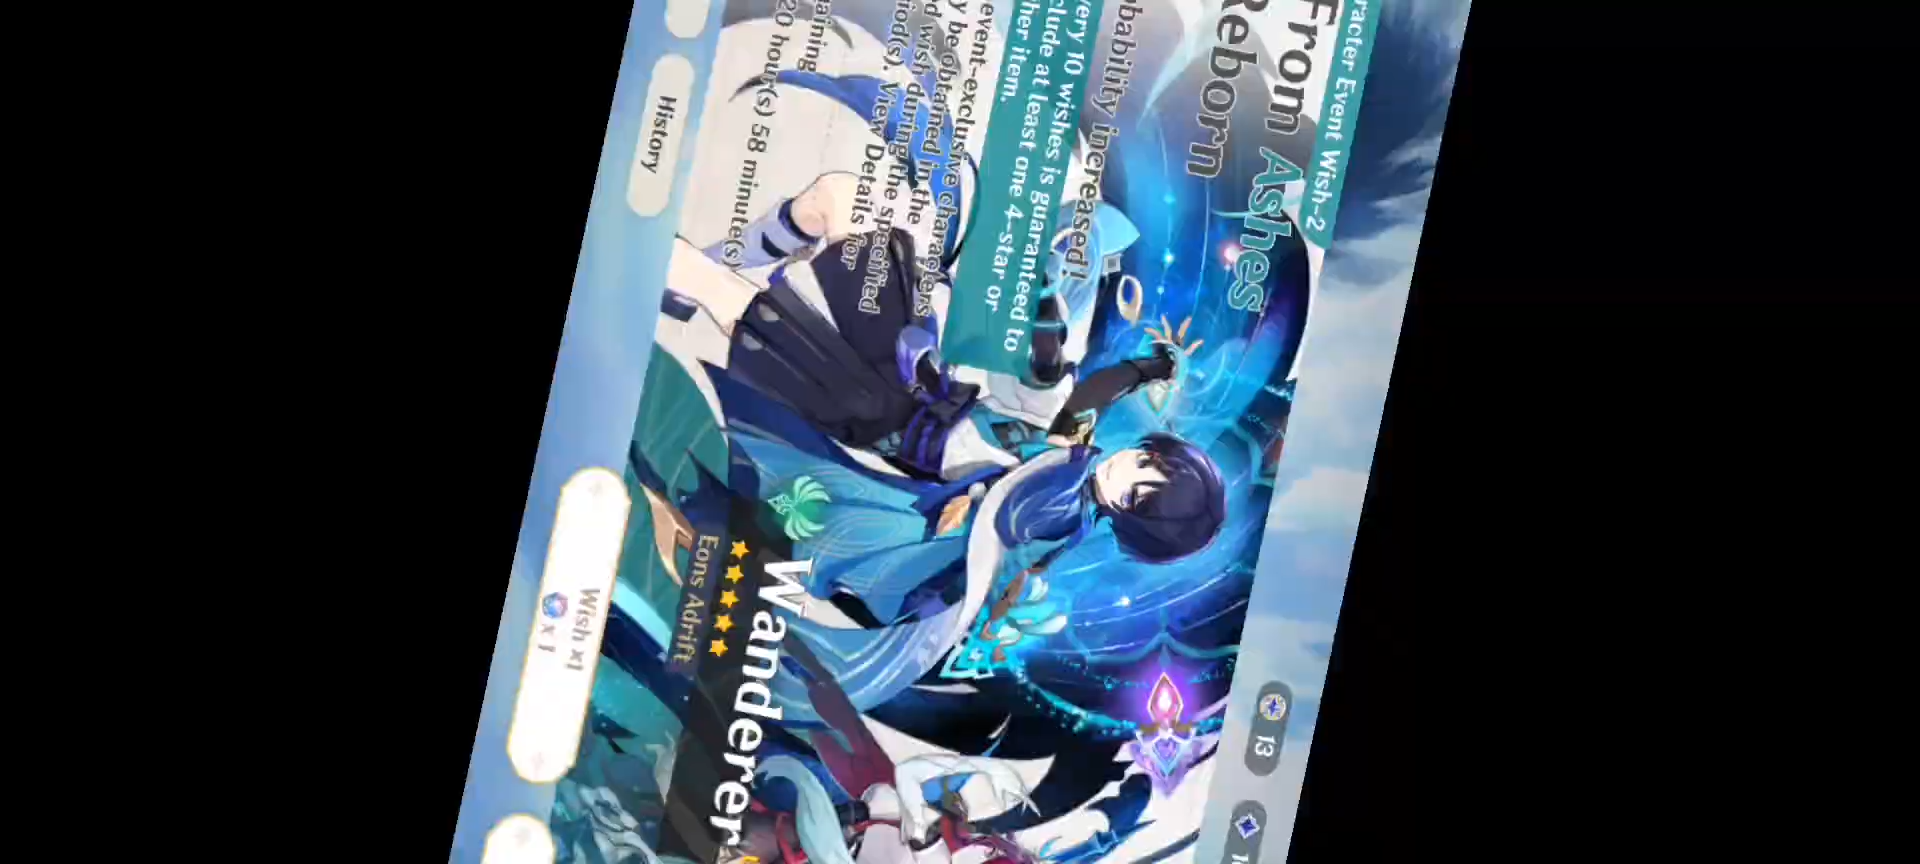 Character Event Wish-2
From Ashes
Reborn
Probability increased!
Every 10 wishes is guaranteed to
include at least one 4-star or
higher item.
event-exclusive characters
be obtained in the
wish during the
View Details for
specified
20 hour(s) 58 minute(s)
History
Wanderer
Eons Adrift
Wish x1
x 1
13